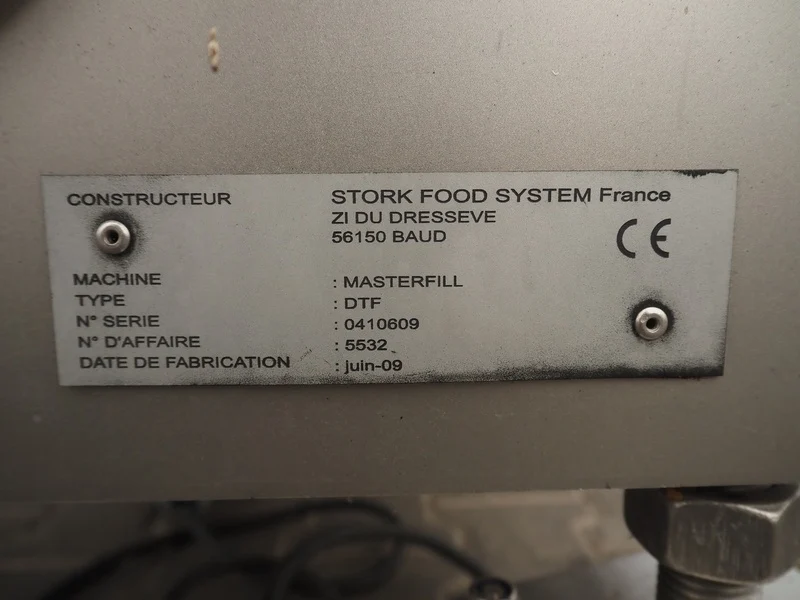 CONSTRUCTEUR STORK FOOD SYSTEM France
ZI DU DRESSEVE
56150 BAUD
CE
MACHINE : MASTERFILL
TYPE : DTF
N° SERIE : 0410609
N° D'AFFAIRE : 5532
DATE DE FABRICATION : juin-09